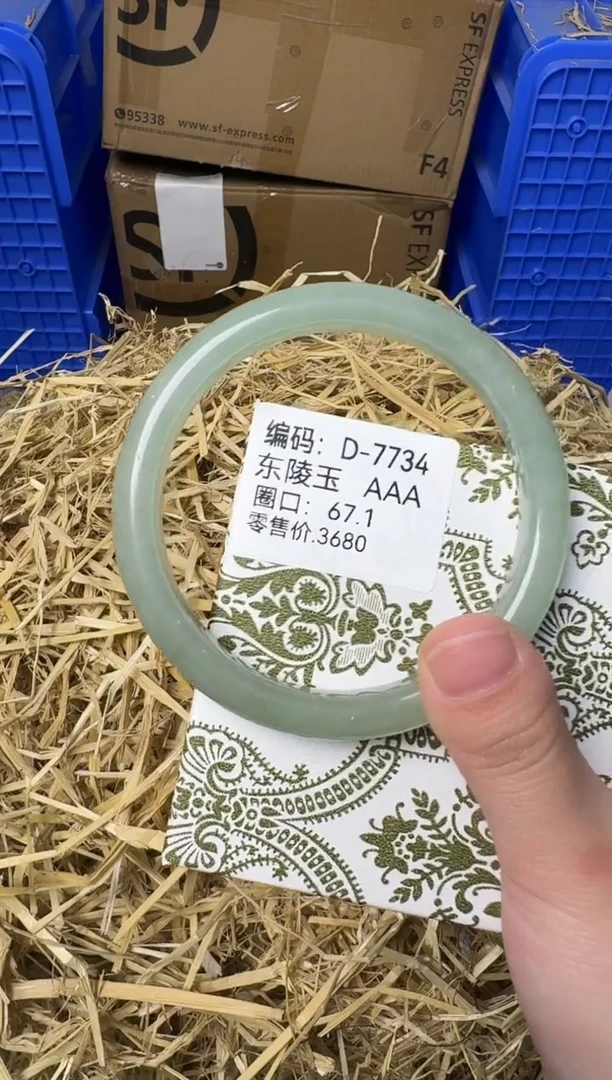 SF
SF EXPRESS
95338 www.sf-express.com
F4
SF EX
编码: D-7734
东陵玉 AAA
圈口: 67.1
零售价.3680